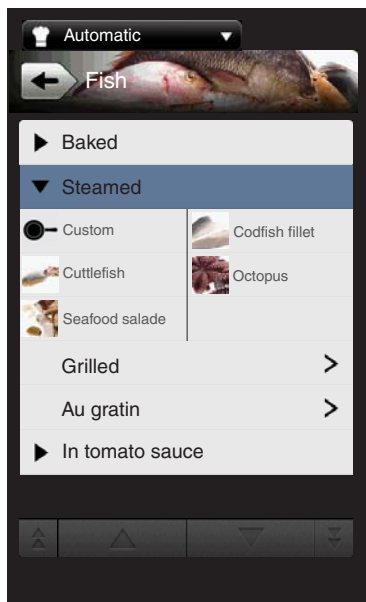 Automatic
Fish
Baked
Steamed
Custom
Codfish fillet
Cuttlefish
Octopus
Seafood salade
Grilled
Au gratin
In tomato sauce